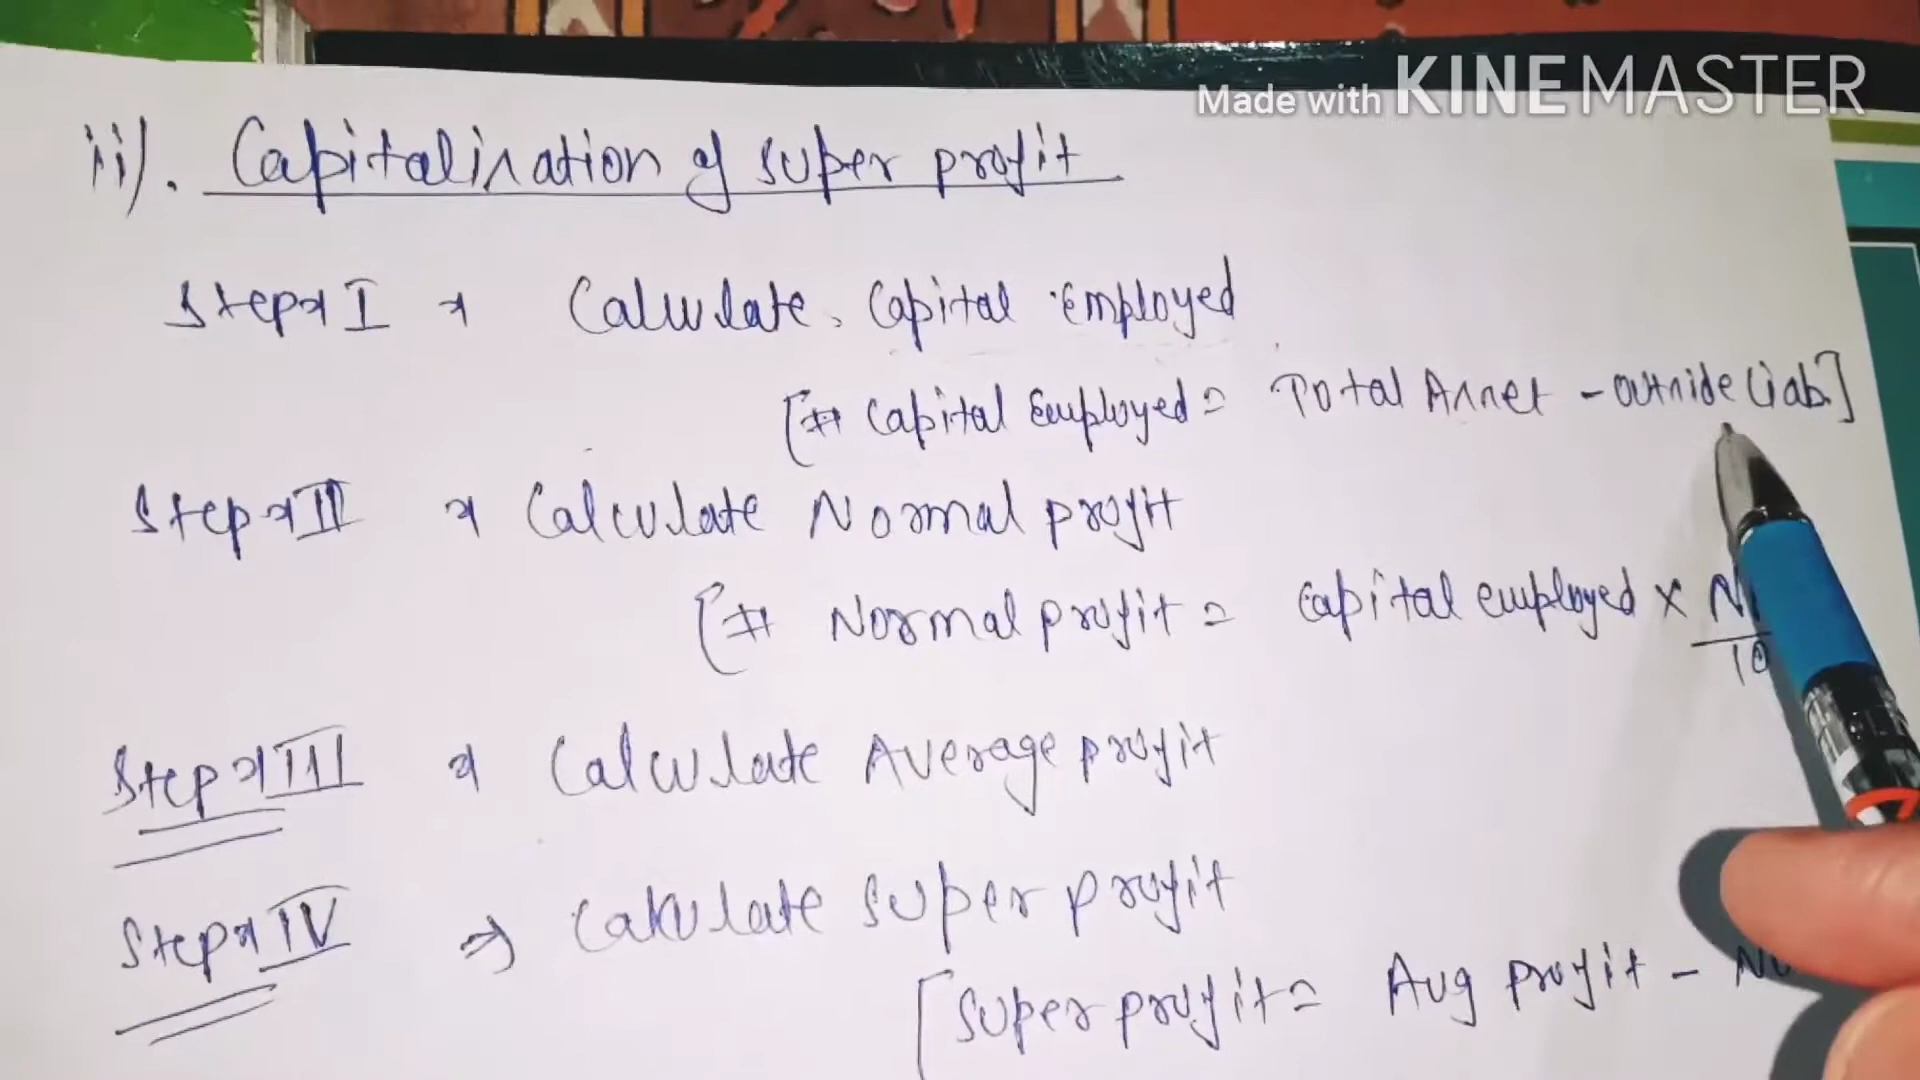 Made with KINEMASTER
ii). Capitalisation of super profit
Step I Calculate Capital Employed
[# Capital Employed = Total Asset - outside liab.]
Step II Calculate Normal profit
[# Normal profit = Capital employed ×
Step III Calculate Average profit
Step IV ⇒ Calculate super profit
[Super profit = Avg profit -